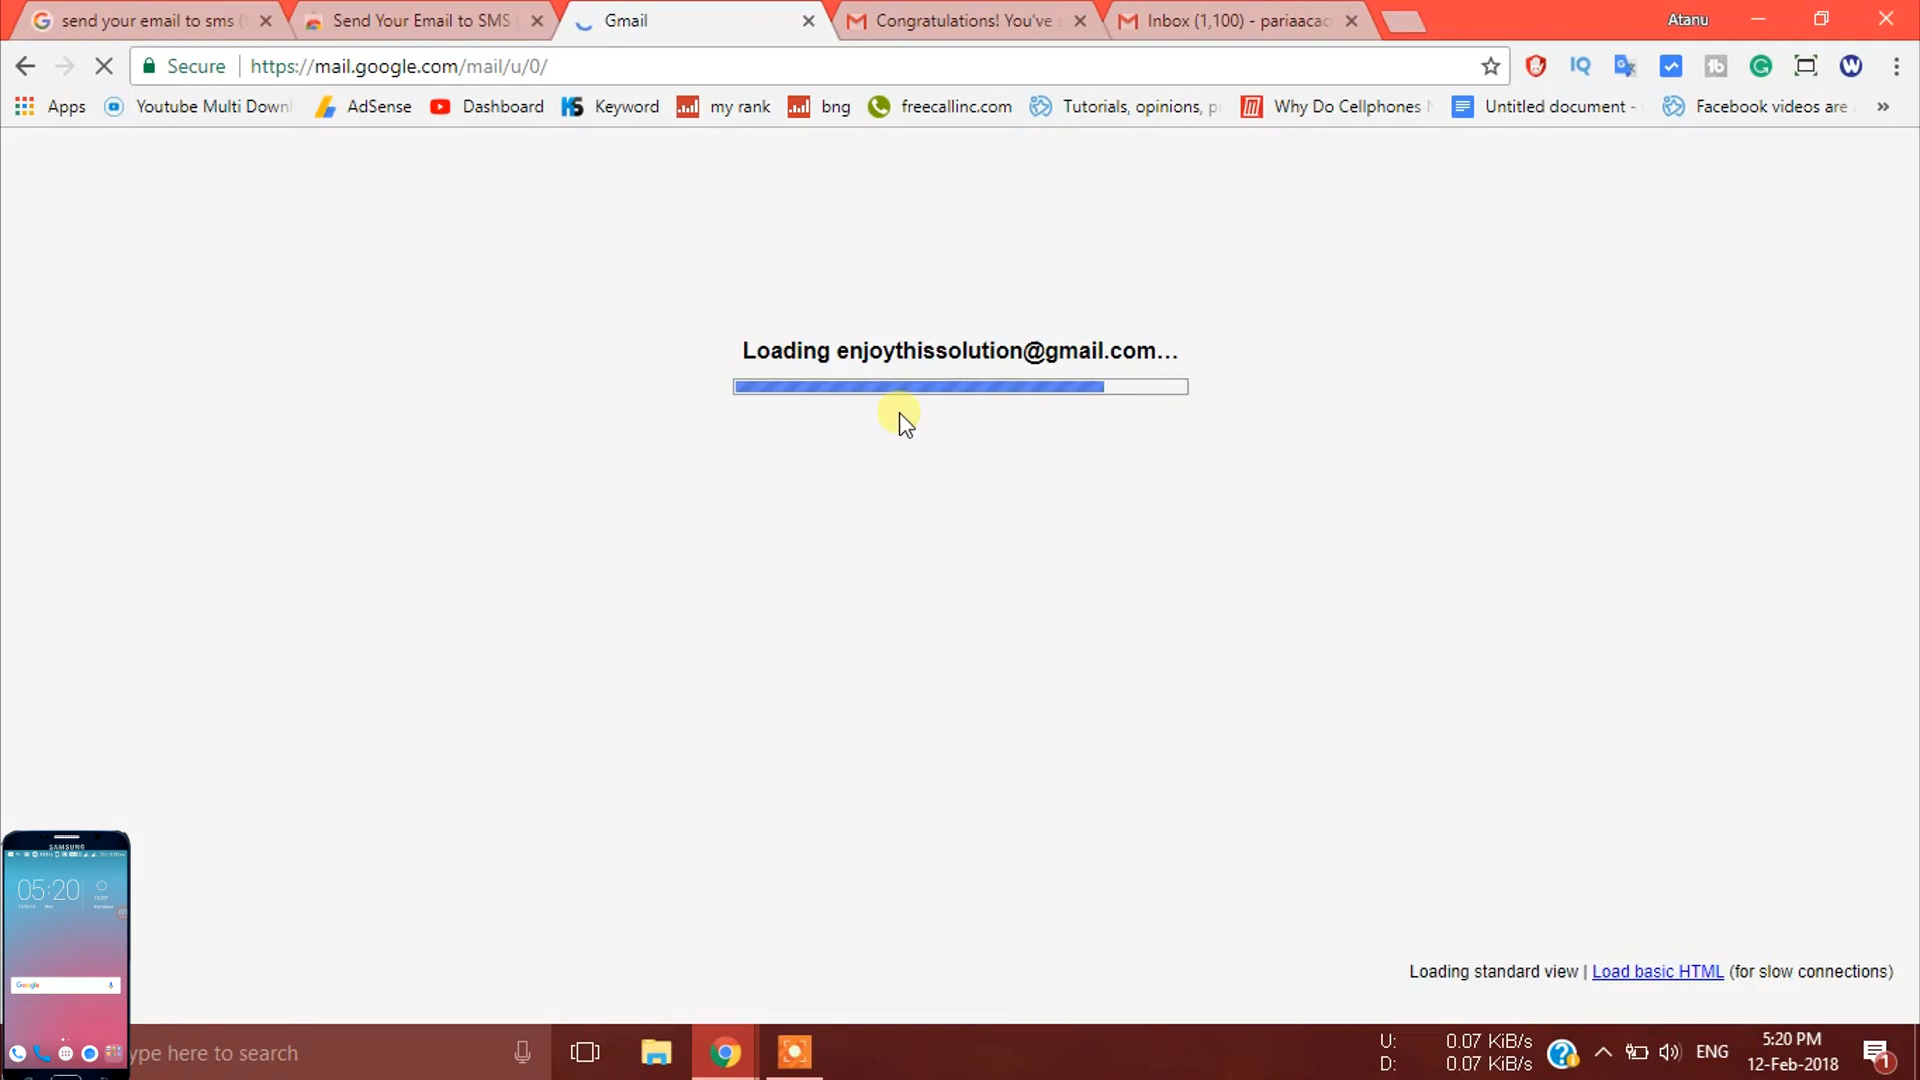 send your email to sms (
Send Your Email to SMS
Gmail
Congratulations! You've
Inbox (1,100) - pariaacac
Atanu
Secure
https://mail.google.com/mail/u/0/
Apps
Youtube Multi Down
AdSense
Dashboard
Keyword
my rank
bng
freecallinc.com
Tutorials, opinions, p
Why Do Cellphones
Untitled document -
Facebook videos are
»
Loading enjoythissolution@gmail.com…
Loading standard view | Load basic HTML (for slow connections)
SAMSUNG
05:20
Google
ype here to search
U: 0.07 KiB/s
D: 0.07 KiB/s
ENG
5:20 PM
12-Feb-2018
1